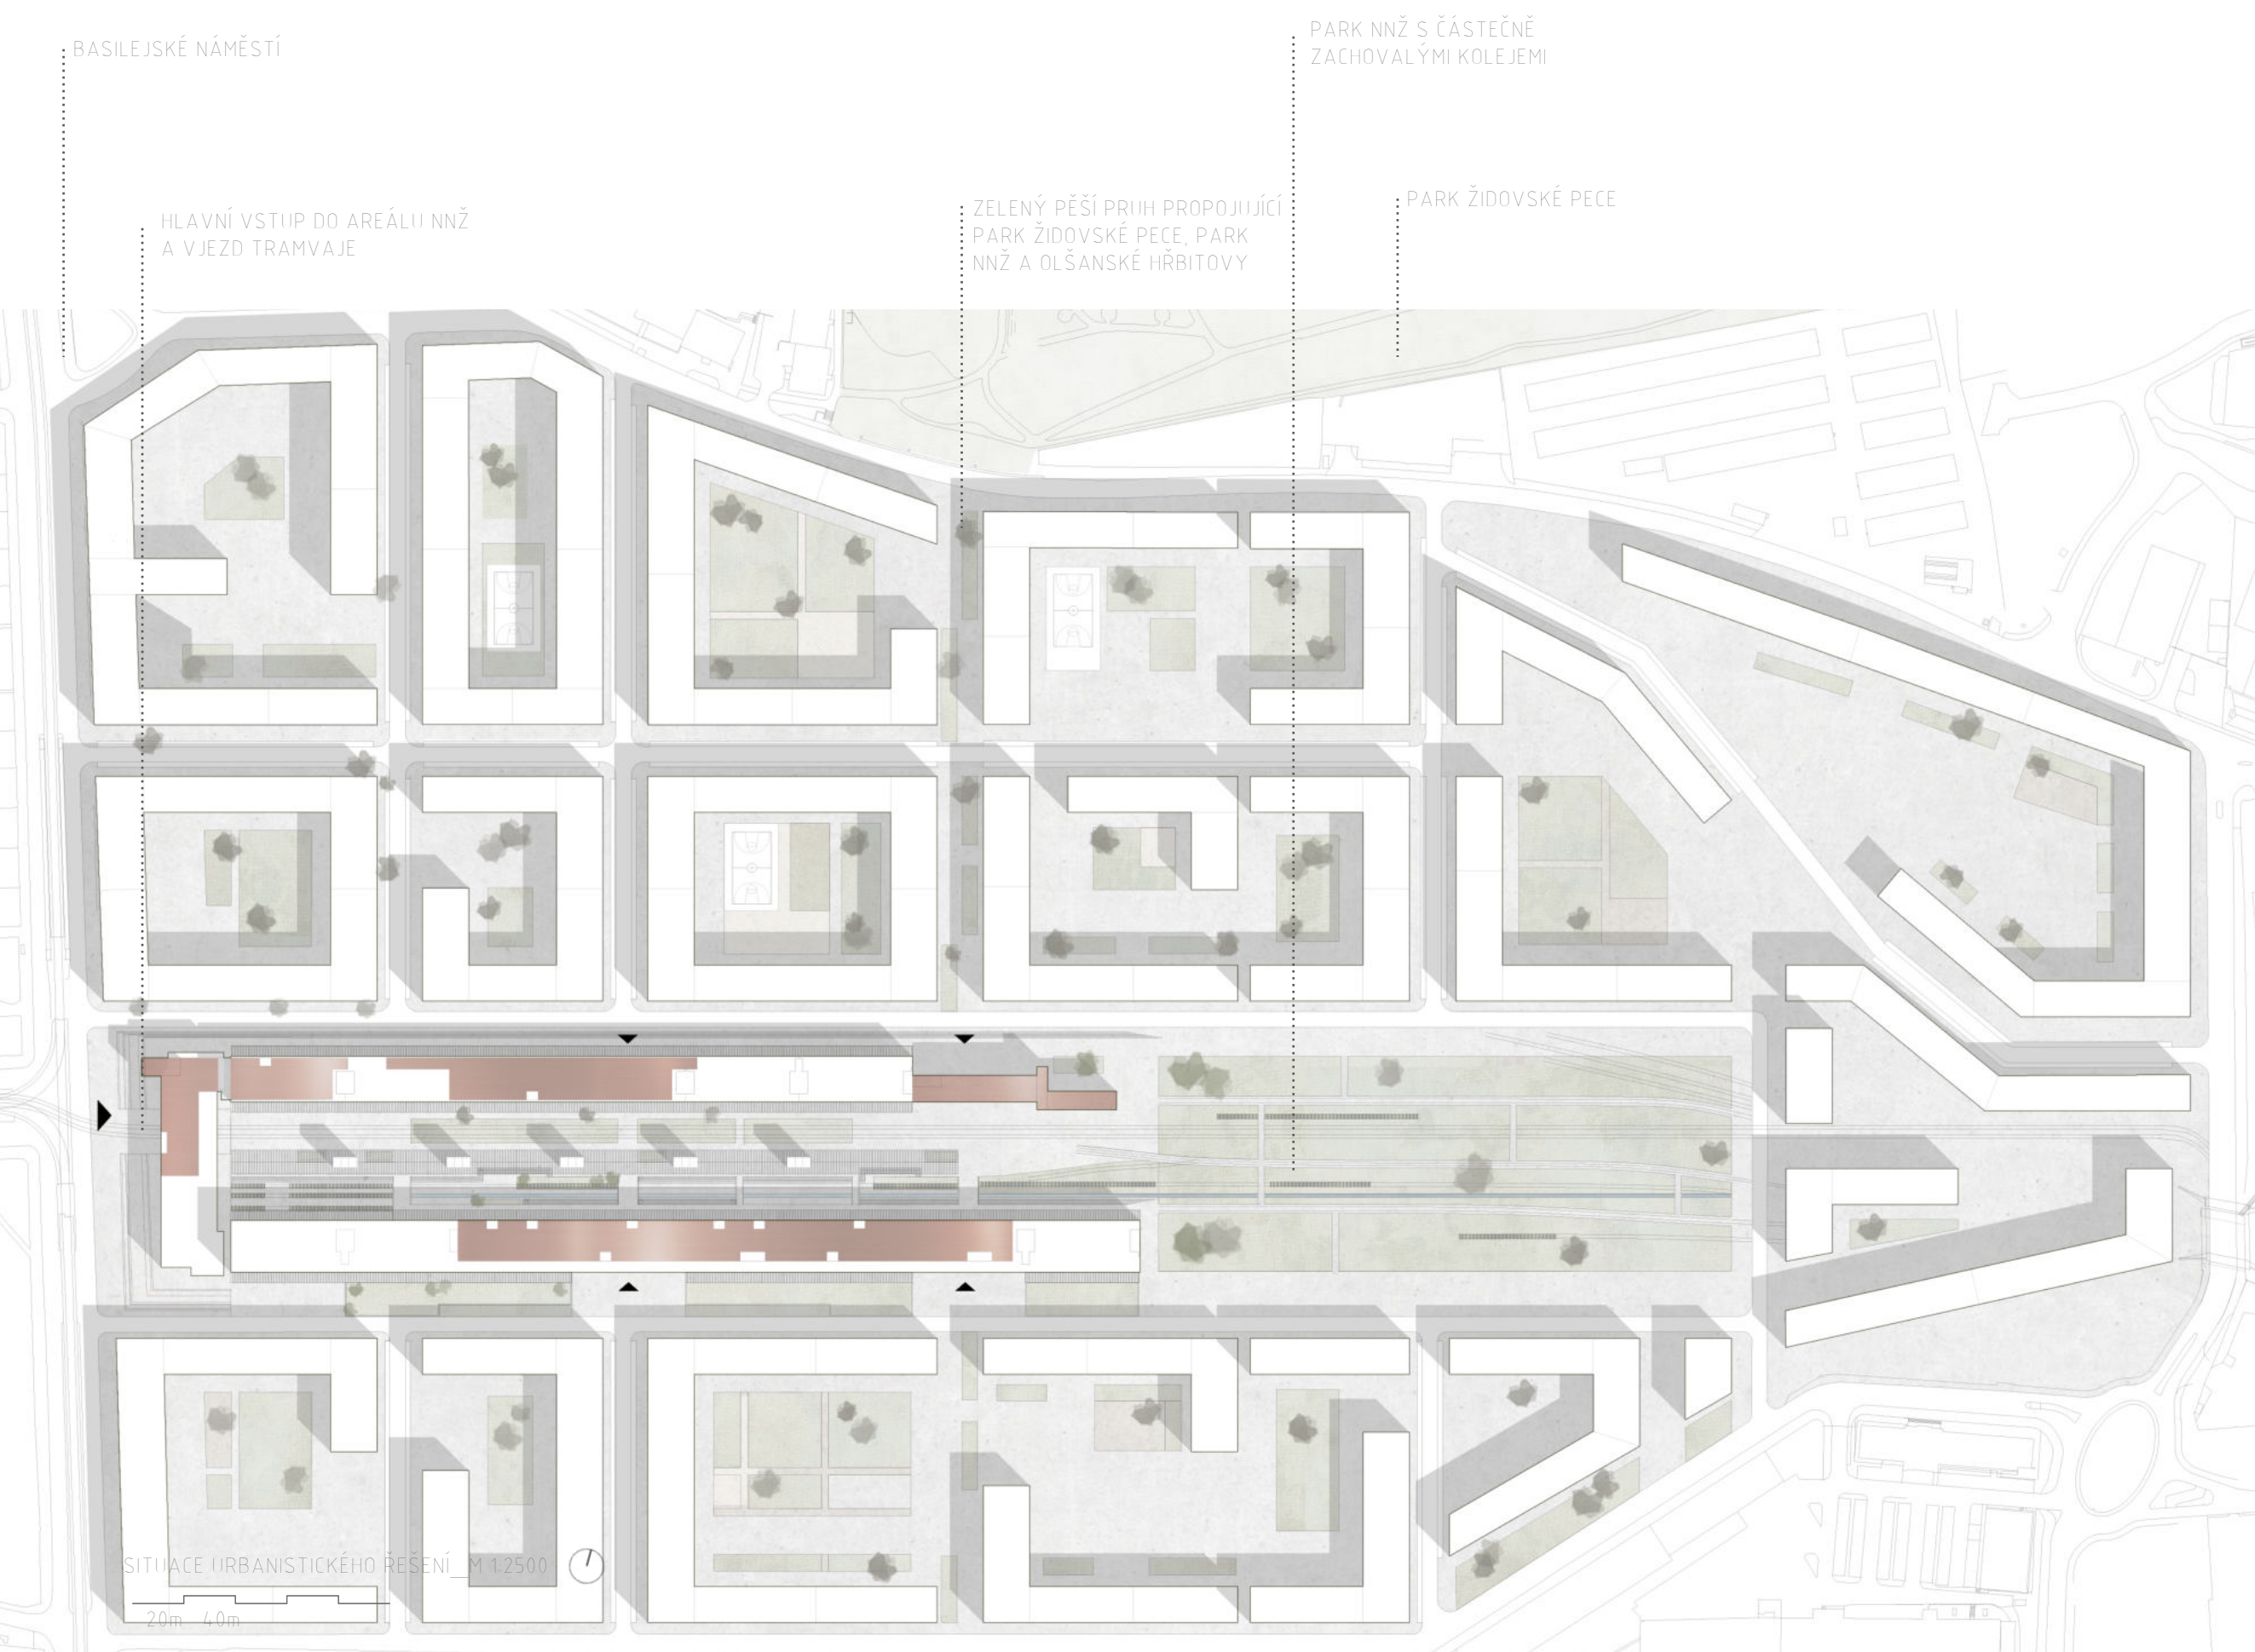 BASILEJSKÉ NÁMĚSTÍ
PARK NNŽ S ČÁSTEČNĚ
ZACHOVALÝMI KOLEJEMI
HLAVNÍ VSTUP DO AREÁLU NNŽ
A VJEZD TRAMVAJE
ZELENÝ PĚŠÍ PRUH PROPOJUJÍCÍ
PARK ŽIDOVSKÉ PECE, PARK
NNŽ A OLŠANSKÉ HŘBITOVY
PARK ŽIDOVSKÉ PECE
SITUACE URBANISTICKÉHO ŘEŠENÍ_M 1:2500
20m 40m